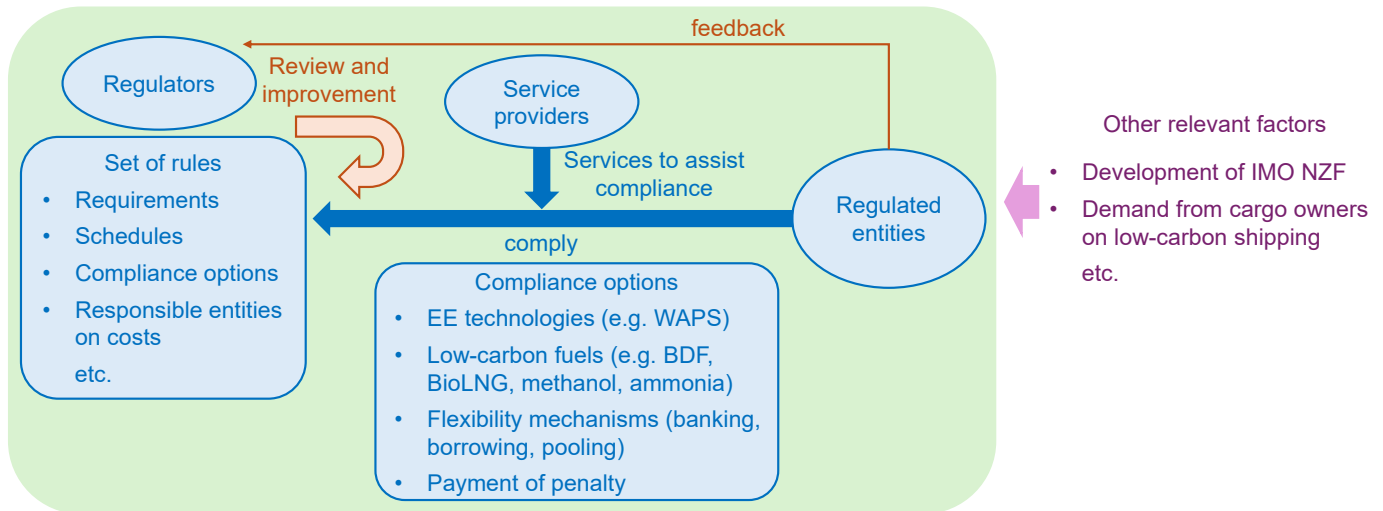 feedback
Regulators
Review and
improvement
Service
providers
Set of rules
• Requirements
• Schedules
• Compliance options
• Responsible entities
on costs
etc.
Services to assist
compliance
comply
Regulated
entities
Compliance options
• EE technologies (e.g. WAPS)
• Low-carbon fuels (e.g. BDF,
BioLNG, methanol, ammonia)
• Flexibility mechanisms (banking,
borrowing, pooling)
• Payment of penalty
Other relevant factors
• Development of IMO NZF
• Demand from cargo owners
on low-carbon shipping
etc.